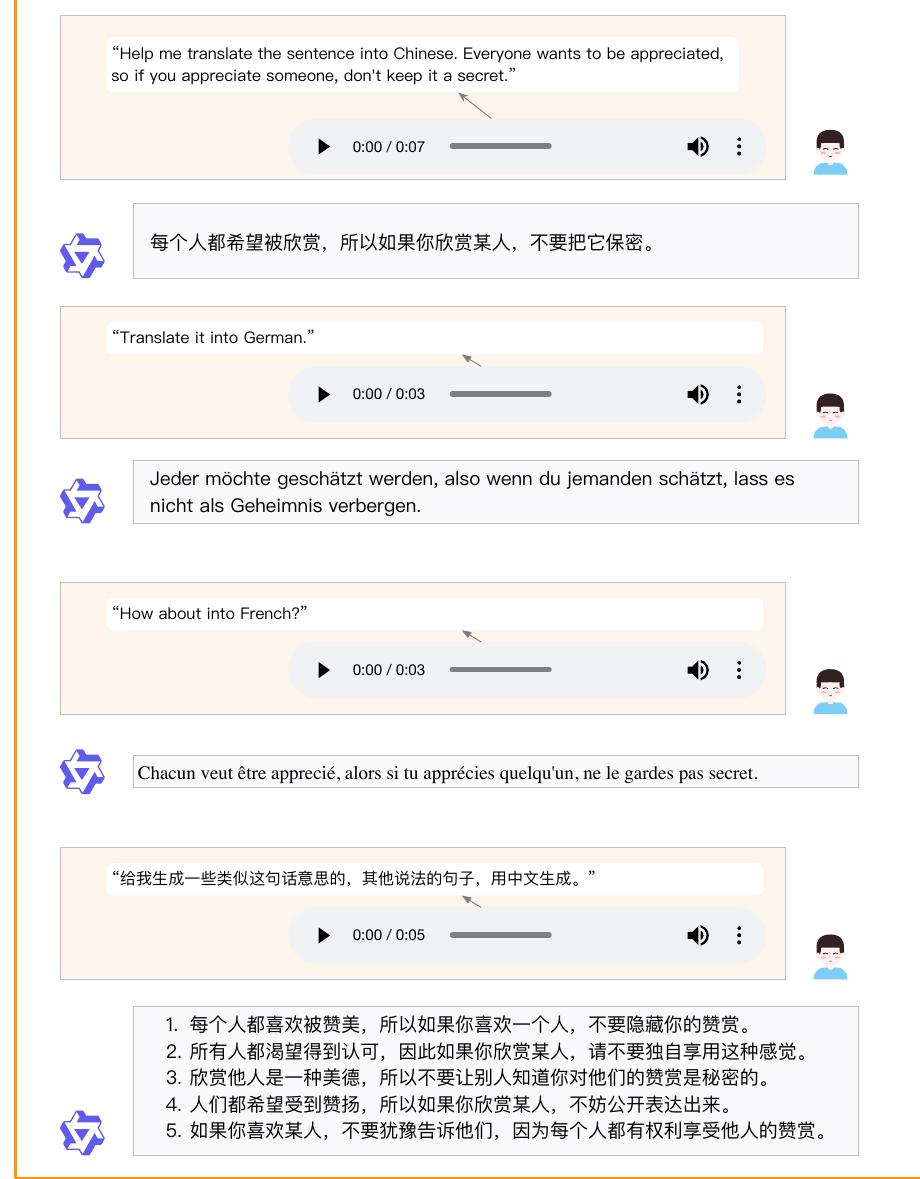 “Help me translate the sentence into Chinese. Everyone wants to be appreciated,
so if you appreciate someone, don't keep it a secret.”
0:00 / 0:07
每个人都希望被欣赏，所以如果你欣赏某人，不要把它保密。
“Translate it into German.”
0:00 / 0:03
Jeder möchte geschätzt werden, also wenn du jemanden schätzt, lass es
nicht als Geheimnis verbergen.
“How about into French?”
0:00 / 0:03
Chacun veut être apprecié, alors si tu apprécies quelqu'un, ne le gardes pas secret.
“给我生成一些类似这句话意思的，其他说法的句子，用中文生成。”
0:00 / 0:05
1. 每个人都喜欢被赞美，所以如果你喜欢一个人，不要隐藏你的赞赏。
2. 所有人都渴望得到认可，因此如果你欣赏某人，请不要独自享用这种感觉。
3. 欣赏他人是一种美德，所以不要让别人知道你对他们的赞赏是秘密的。
4. 人们都希望受到赞扬，所以如果你欣赏某人，不妨公开表达出来。
5. 如果你喜欢某人，不要犹豫告诉他们，因为每个人都有权利享受他人的赞赏。